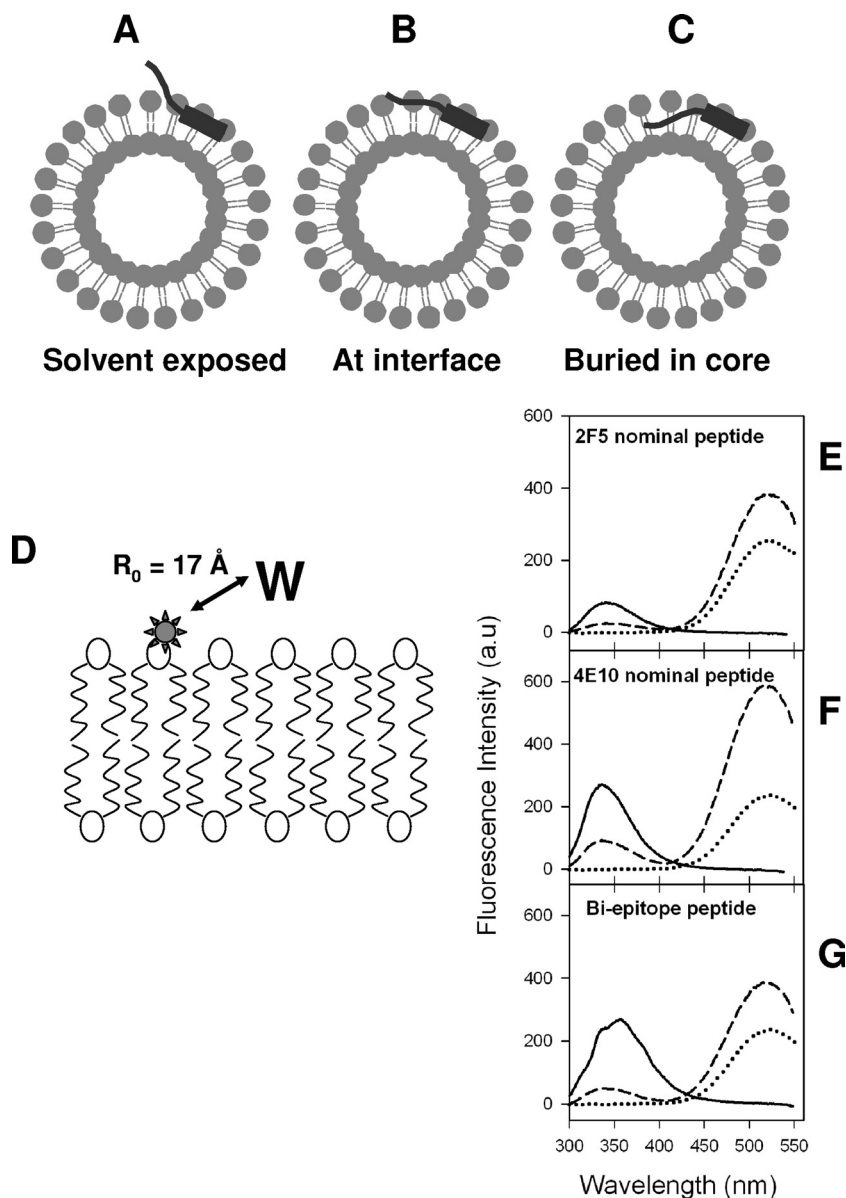 A B C
Solvent exposed At interface Buried in core
D
R₀ = 17 Å
W
Fluorescence Intensity (a.u)
600
400
200
0
2F5 nominal peptide
E
600
400
200
0
4E10 nominal peptide
F
600
400
200
0
Bi-epitope peptide
G
300 350 400 450 500 550
Wavelength (nm)